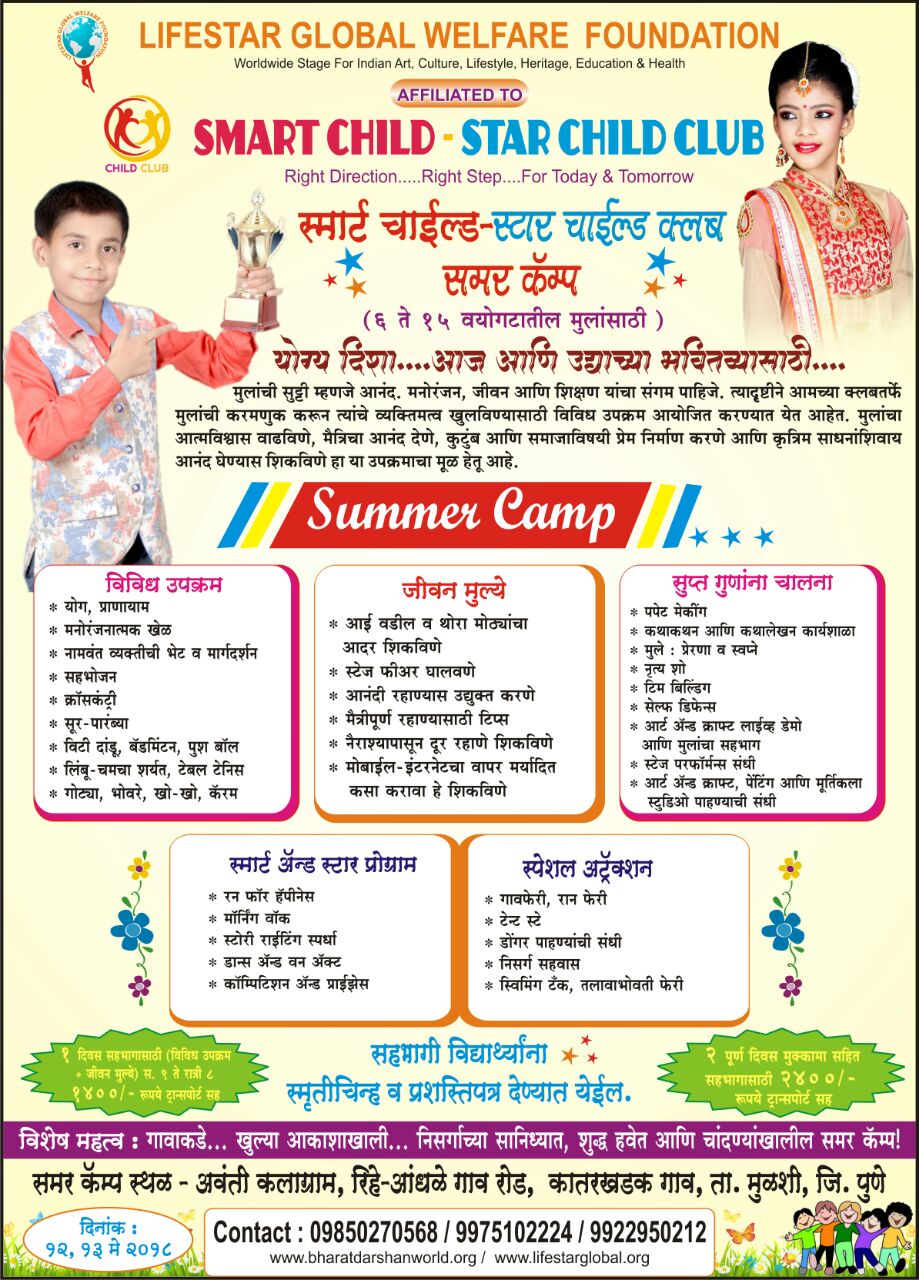 LIFESTAR GLOBAL WELFARE FOUNDATION
LIFESTAR GLOBAL WELFARE FOUNDATION
Worldwide Stage For Indian Art, Culture, Lifestyle, Heritage, Education & Health
AFFILIATED TO
CHILD CLUB
SMART CHILD - STAR CHILD CLUB
Right Direction.....Right Step....For Today & Tomorrow
स्मार्ट चाईल्ड-स्टार चाईल्ड क्लब
समर कॅम्प
(६ ते १५ वयोगटातील मुलांसाठी)
योग्य दिशा....आज आणि उद्याच्या भवितव्यासाठी....
मुलांची सुट्टी म्हणजे आनंद. मनोरंजन, जीवन आणि शिक्षण यांचा संगम पाहिजे. त्यादृष्टीने आमच्या क्लबतर्फे
मुलांची करमणुक करून त्यांचे व्यक्तिमत्व खुलविण्यासाठी विविध उपक्रम आयोजित करण्यात येत आहेत. मुलांचा
आत्मविश्वास वाढविणे, मैत्रिचा आनंद देणे, कुटुंब आणि समाजाविषयी प्रेम निर्माण करणे आणि कृत्रिम साधनांशिवाय
आनंद घेण्यास शिकविणे हा या उपक्रमाचा मूळ हेतू आहे.
Summer Camp
विविध उपक्रम
* योग, प्राणायाम
* मनोरंजनात्मक खेळ
* नामवंत व्यक्तीची भेट व मार्गदर्शन
* सहभोजन
* क्रॉसकंट्री
* सूर-पारंब्या
* विटी दांडू, बॅडमिंटन, पुश बॉल
* लिंबू-चमचा शर्यत, टेबल टेनिस
* गोट्या, भोवरे, खो-खो, कॅरम
जीवन मुल्ये
* आई वडील व थोरा मोठ्यांचा
आदर शिकविणे
* स्टेज फीअर घालवणे
* आनंदी रहाण्यास उद्युक्त करणे
* मैत्रीपूर्ण रहाण्यासाठी टिप्स
* नैराश्यापासून दूर रहाणे शिकविणे
* मोबाईल-इंटरनेटचा वापर मर्यादित
कसा करावा हे शिकविणे
सुप्त गुणांना चालना
* पपेट मेकींग
* कथाकथन आणि कथालेखन कार्यशाळा
* मुले : प्रेरणा व स्वप्ने
* नृत्य शो
* टिम बिल्डिंग
* सेल्फ डिफेन्स
* आर्ट ॲन्ड क्राफ्ट लाईव्ह डेमो
आणि मुलांचा सहभाग
* स्टेज परफॉर्मन्स संधी
* आर्ट ॲन्ड क्राफ्ट, पेंटिंग आणि मूर्तिकला
स्टुडिओ पाहण्याची संधी
स्मार्ट ॲन्ड स्टार प्रोग्राम
* रन फॉर हॅपीनेस
* मॉर्निंग वॉक
* स्टोरी राईटिंग स्पर्धा
* डान्स ॲन्ड वन ॲक्ट
* कॉम्पिटिशन ॲन्ड प्राईझेस
स्पेशल अट्रॅक्शन
* गावफेरी, रान फेरी
* टेन्ट स्टे
* डोंगर पाहण्यांची संधी
* निसर्ग सहवास
* स्विमिंग टँक, तलावाभोवती फेरी
१ दिवस सहभागासाठी (विविध उपक्रम
+ जीवन मुल्ये) स. ९ ते रात्री ८
१४००/- रूपये ट्रान्सपोर्ट सह
सहभागी विद्यार्थ्यांना
स्मृतीचिन्ह व प्रशस्तिपत्र देण्यात येईल.
२ पूर्ण दिवस मुक्कामा सहित
सहभागासाठी २४००/-
रूपये ट्रान्सपोर्ट सह
विशेष महत्व : गावाकडे... खुल्या आकाशाखाली... निसर्गाच्या सानिध्यात, शुद्ध हवेत आणि चांदण्यांखालील समर कॅम्प!
समर कॅम्प स्थळ - अवंती कलाग्राम, रिंहे-आंधळे गाव रोड, कातरखडक गाव, ता. मुळशी, जि. पुणे
दिनांक :
१२, १३ मे २०१८
Contact : 09850270568 / 9975102224 / 9922950212
www.bharatdarshanworld.org / www.lifestarglobal.org